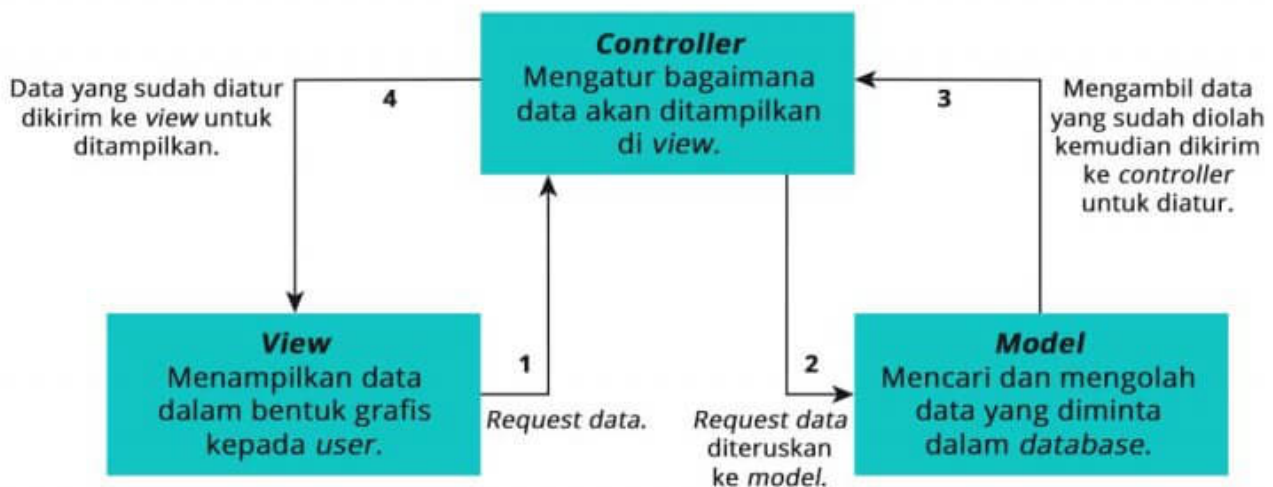 Controller
Mengatur bagaimana
data akan ditampilkan
di view.
Data yang sudah diatur
dikirim ke view untuk
ditampilkan.
4
3
Mengambil data
yang sudah diolah
kemudian dikirim
ke controller
untuk diatur.
View
Menampilkan data
dalam bentuk grafis
kepada user.
1
Request data.
2
Request data
diteruskan
ke model.
Model
Mencari dan mengolah
data yang diminta
dalam database.